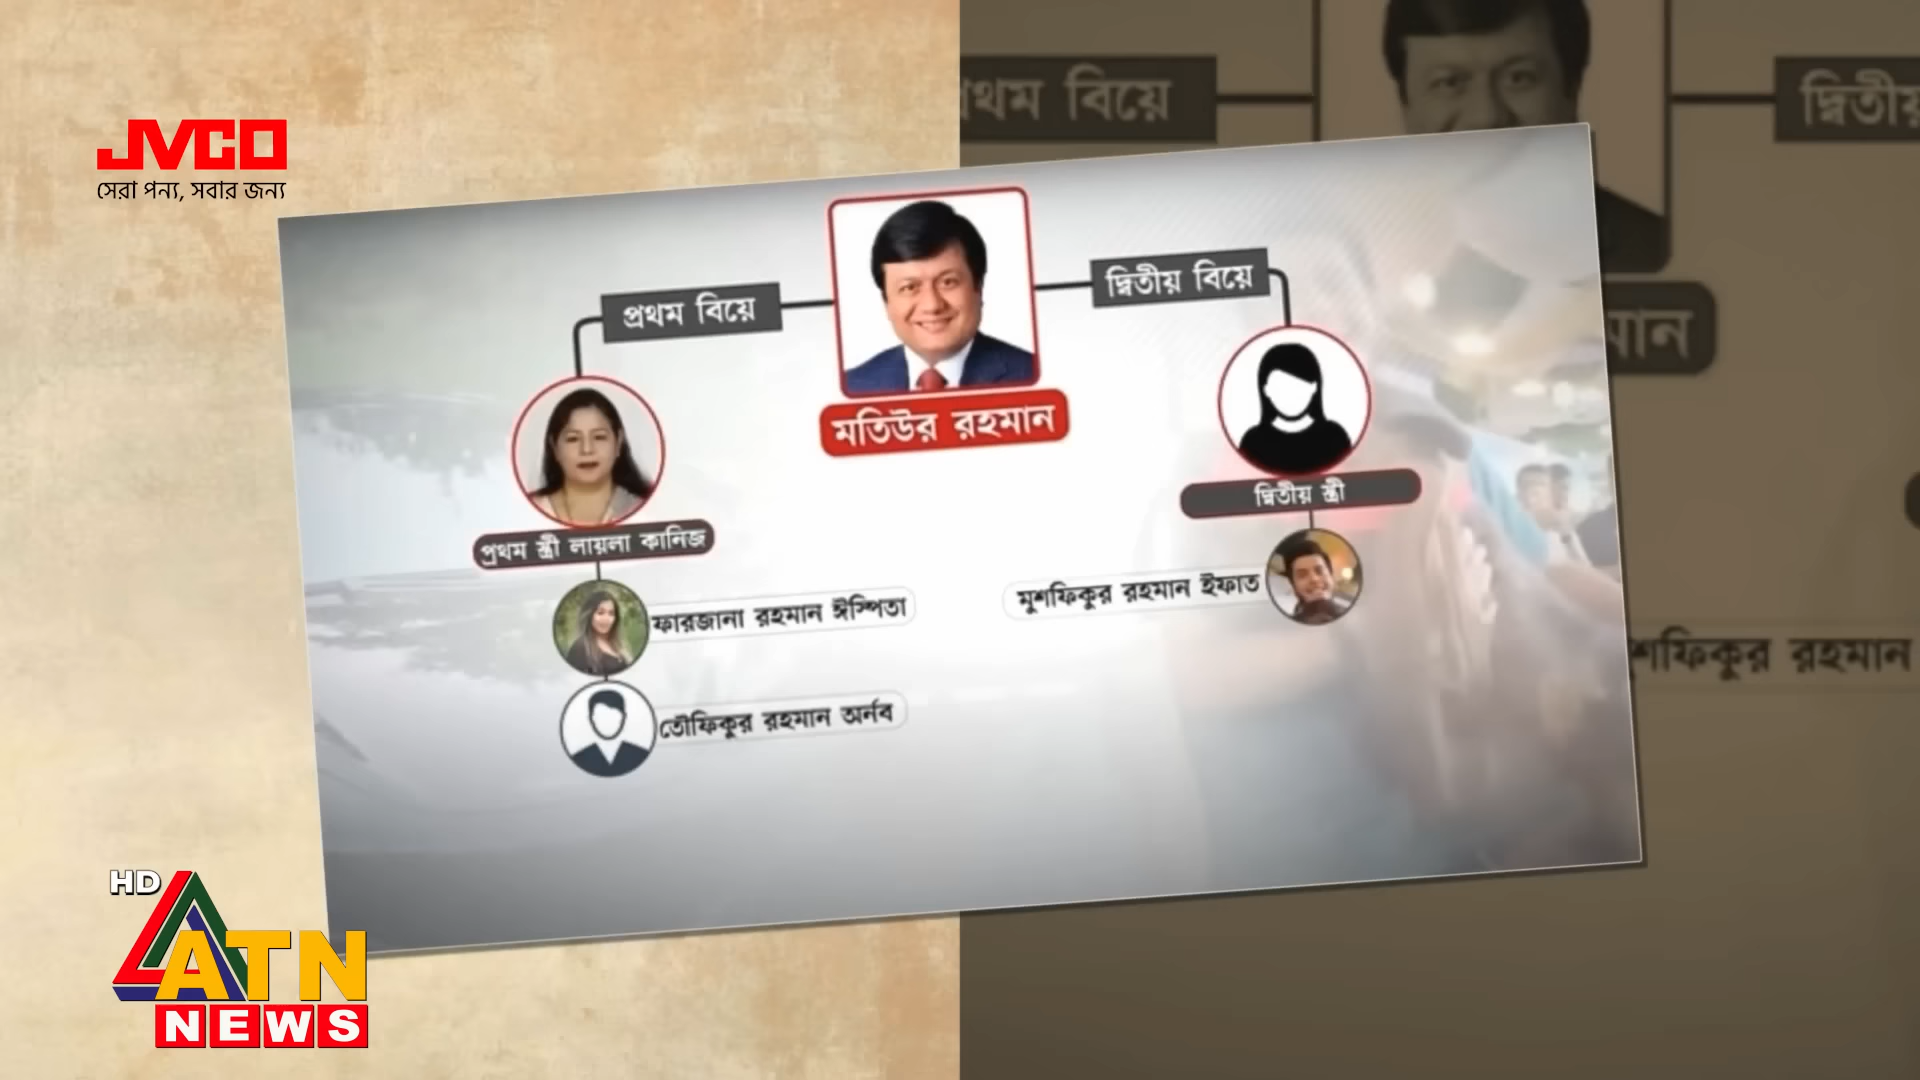 JVCO
সেরা পন্য, সবার জন্য
প্রথম বিয়ে
মতিউর রহমান
দ্বিতীয় বিয়ে
প্রথম স্ত্রী লায়লা কানিজ
দ্বিতীয় স্ত্রী
ফারজানা রহমান ঈস্পিতা
মুশফিকুর রহমান ইফাত
তৌফিকুর রহমান অর্নব
থম বিয়ে
দ্বিতীয়
মান
শফিকুর রহমান
HD
ATN
NEWS